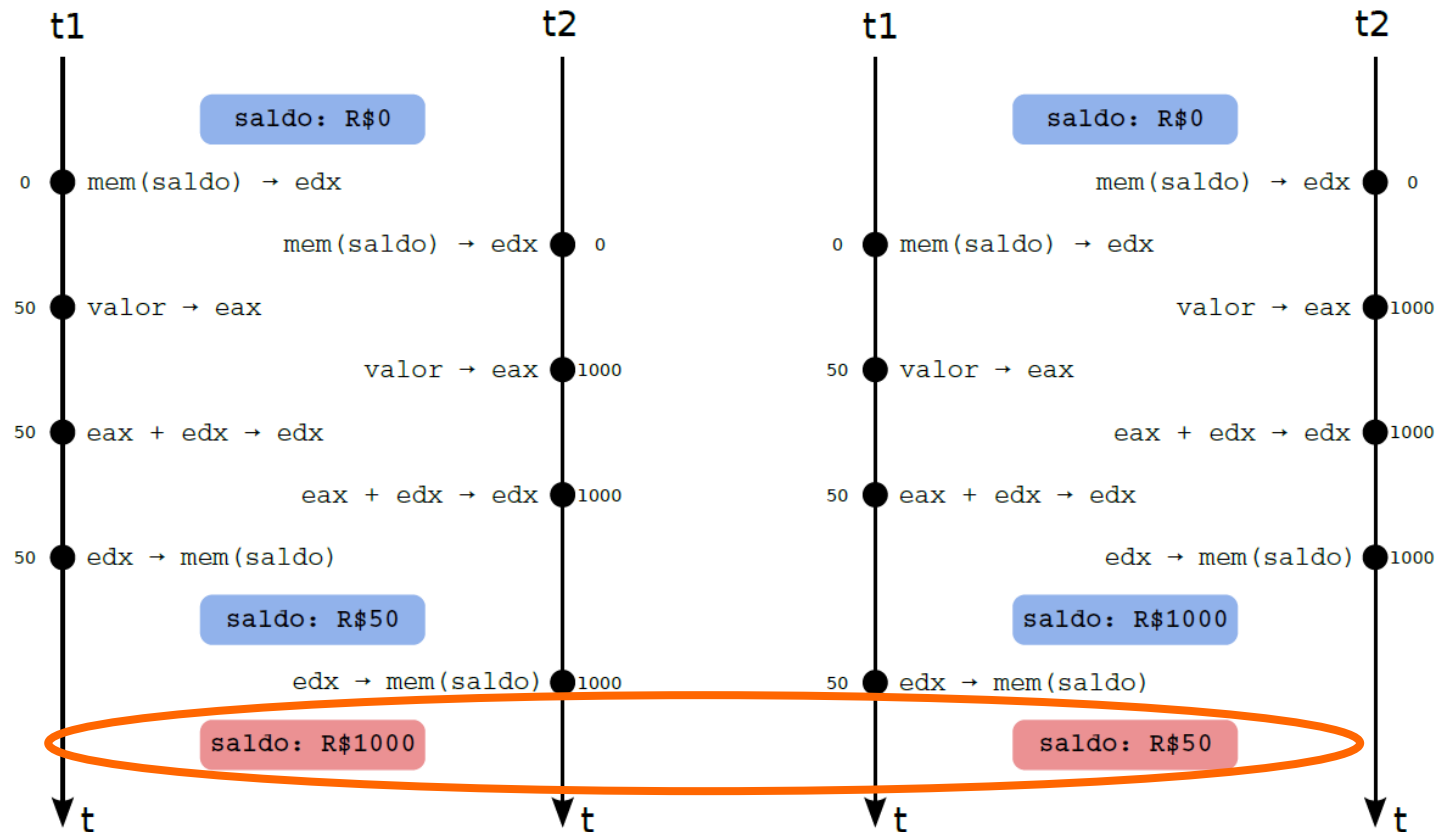 t1 t2 t1 t2
saldo: R$0 saldo: R$0
0 mem(saldo) → edx mem(saldo) → edx 0
mem(saldo) → edx 0 0 mem(saldo) → edx
50 valor → eax valor → eax 1000
valor → eax 1000 50 valor → eax
50 eax + edx → edx eax + edx → edx 1000
eax + edx → edx 1000 50 eax + edx → edx
50 edx → mem(saldo) edx → mem(saldo) 1000
saldo: R$50 saldo: R$1000
edx → mem(saldo) 1000 50 edx → mem(saldo)
saldo: R$1000 saldo: R$50
t t t t